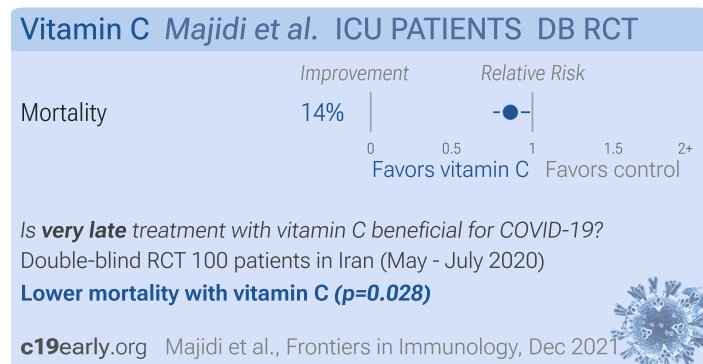 Vitamin C Majidi et al. ICU PATIENTS DB RCT
Improvement Relative Risk
Mortality 14%
0 0.5 1 1.5 2+
Favors vitamin C Favors control
Is very late treatment with vitamin C beneficial for COVID-19?
Double-blind RCT 100 patients in Iran (May - July 2020)
Lower mortality with vitamin C (p=0.028)
c19early.org Majidi et al., Frontiers in Immunology, Dec 2021